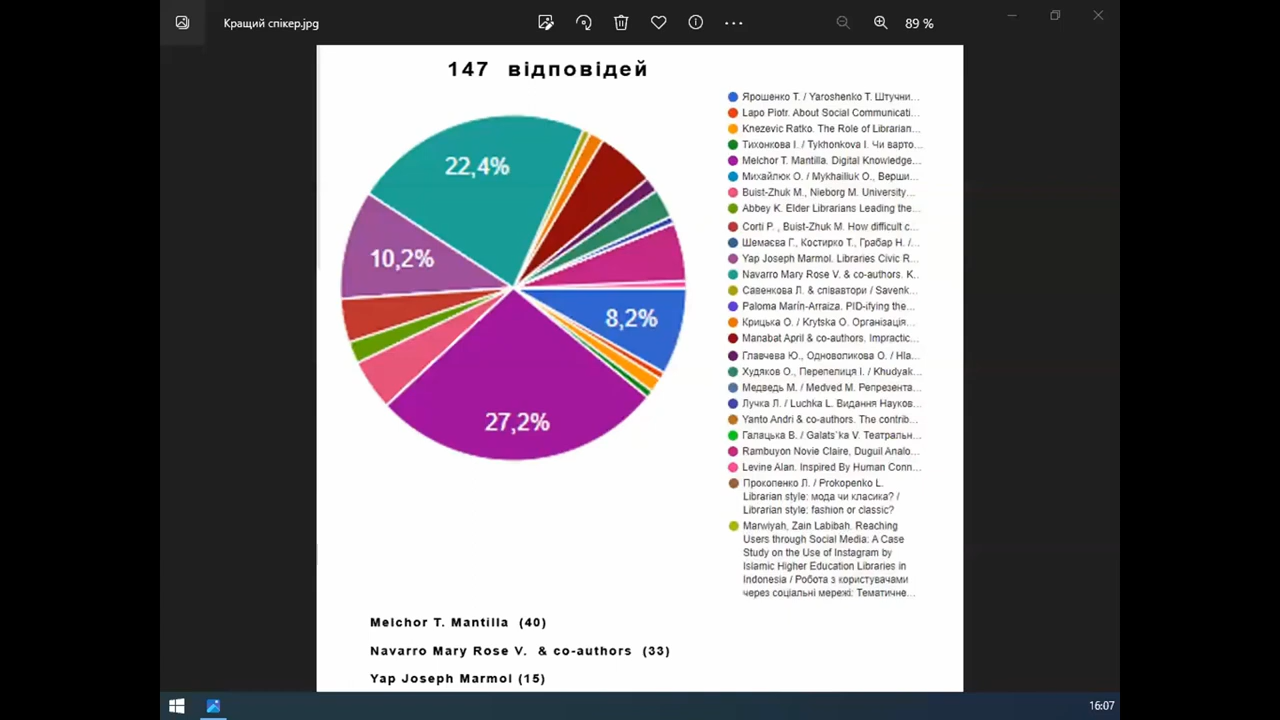 Кращий спікер.jpg
89 %
147 відповідей
22,4%
10,2%
8,2%
27,2%
Ярошенко Т. / Yaroshenko T. Штучни...
Lapo Piotr. About Social Communicati...
Knezevic Ratko. The Role of Librarian...
Тихонкова І. / Tykhonkova I. Чи варто...
Melchor T. Mantilla. Digital Knowledge...
Михайлюк О. / Mykhailiuk O., Верши...
Buist-Zhuk M., Nieborg M. University...
Abbey K. Elder Librarians Leading the...
Corti P. , Buist-Zhuk M. How difficult c...
Шемаєва Г., Костирко Т., Грабар Н. /...
Yap Joseph Marmol. Libraries Civic R...
Navarro Mary Rose V. & co-authors. K...
Савенкова Л. & співавтори / Savenk...
Paloma Marín-Arraiza. PID-ifying the...
Крицька О. / Krytska O. Організація...
Manabat April & co-authors. Impractic...
Главчева Ю., Одноволикова О. / Hla...
Худяков О., Перепелиця І. / Khudyak...
Медведь М. / Medved M. Репрезента...
Лучка Л. / Luchka L. Видання Науков...
Yanto Andri & co-authors. The contrib...
Галацька В. / Galats`ka V. Театральн...
Rambuyon Novie Claire, Duguil Analo...
Levine Alan. Inspired By Human Conn...
Прокопенко Л. / Prokopenko L.
Librarian style: мода чи класика? /
Librarian style: fashion or classic?
Marwiyah, Zain Labibah. Reaching
Users through Social Media: A Case
Study on the Use of Instagram by
Islamic Higher Education Libraries in
Indonesia / Робота з користувачами
через соціальні мережі: Тематичне...
Melchor T. Mantilla (40)
Navarro Mary Rose V. & co-authors (33)
Yap Joseph Marmol (15)
16:07